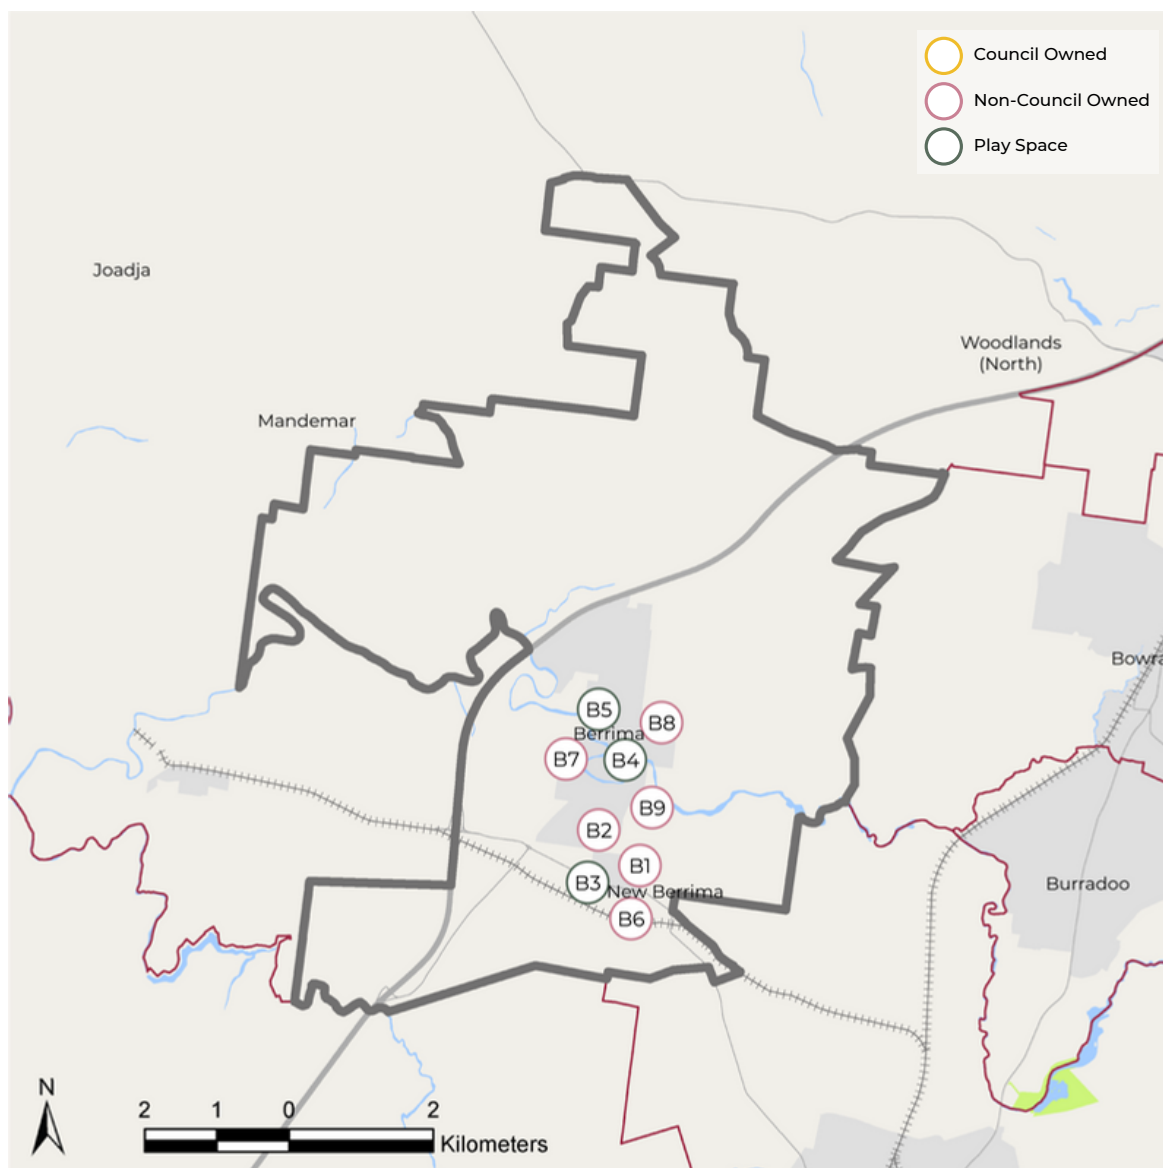 Council Owned
Non-Council Owned
Play Space
Joadja
Woodlands
(North)
Mandemar
Bowra
B5
B8
Berrima
B7
B4
B9
B2
B1
B3
New Berrima
Burradoo
B6
N
2 1 0 2
Kilometers